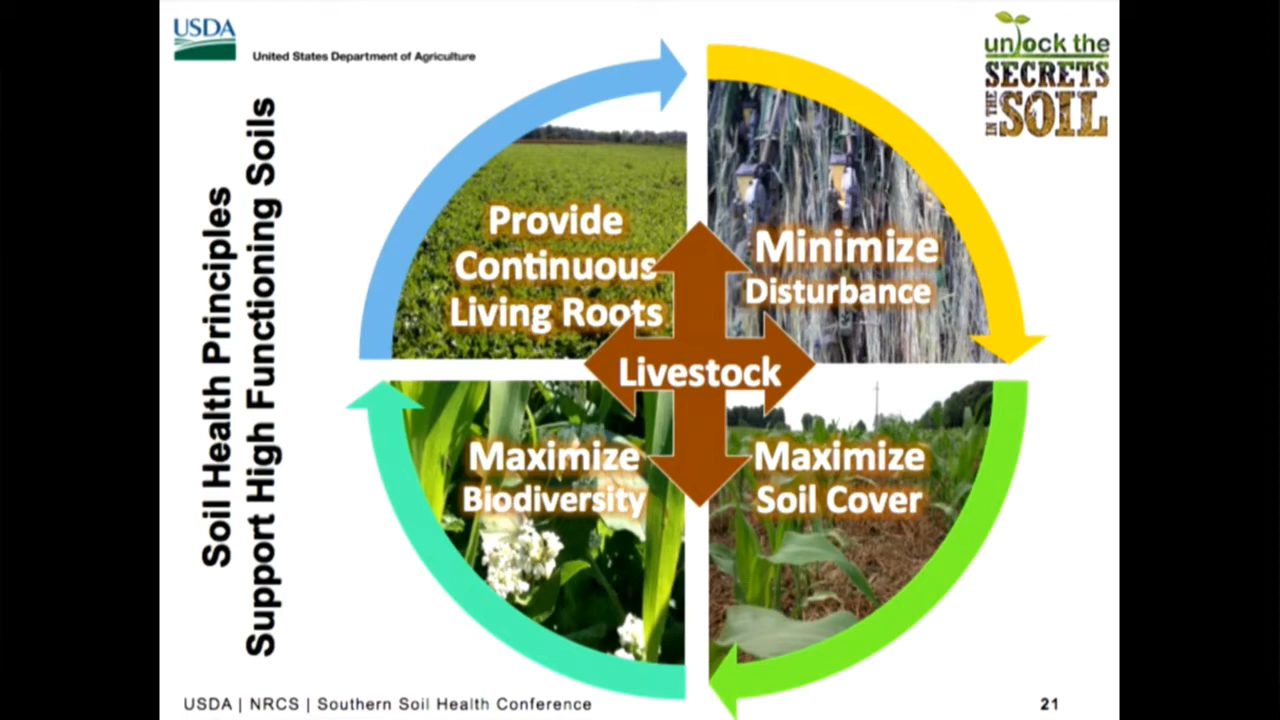 USDA
United States Department of Agriculture
unlock the
SECRETS
IN THE
SOIL
Soil Health Principles
Support High Functioning Soils
Provide
Continuous
Living Roots
Minimize
Disturbance
Livestock
Maximize
Biodiversity
Maximize
Soil Cover
USDA | NRCS | Southern Soil Health Conference
21